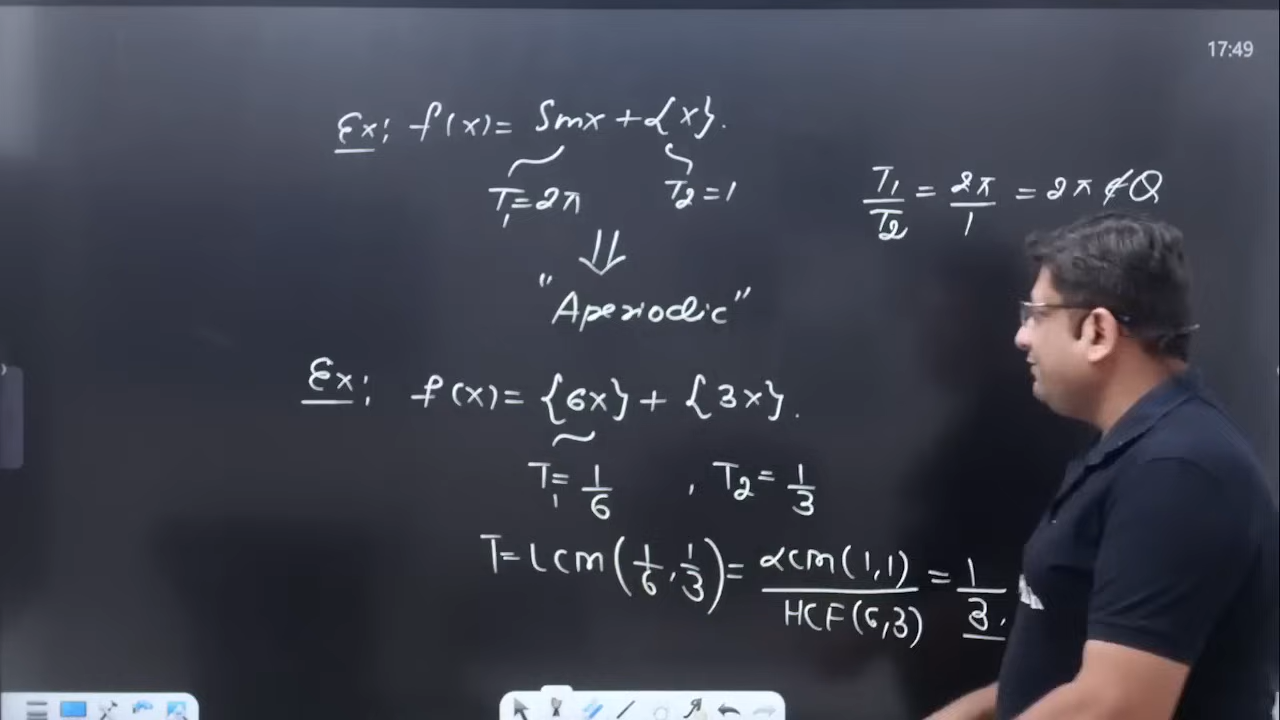 17:49
Ex: f(x)= Sinx + {x}.
T₁=2π T₂=1
T₁/T₂ = 2π/1 = 2π ∉ Q
⇓
"Aperiodic"
Ex: f(x)= {6x} + {3x}.
T₁=1/6 , T₂=1/3
T=LCM(1/6,1/3)= LCM(1,1)/HCF(6,3) = 1/3.